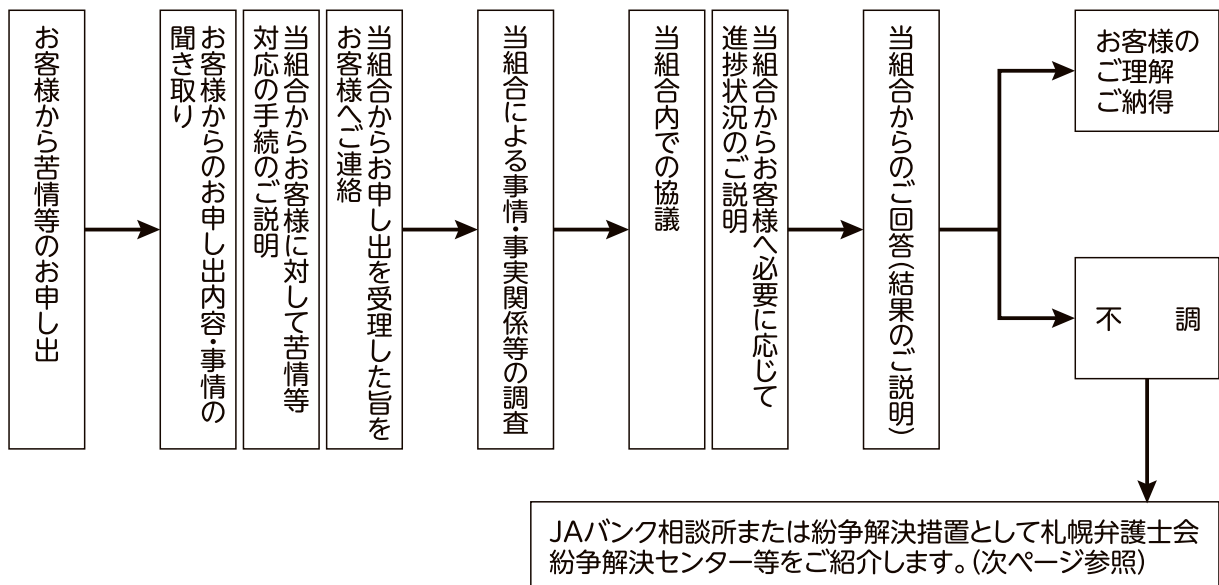 お客様から苦情等のお申し出
お客様からのお申し出内容・事情の
聞き取り
当組合からお客様に対して苦情等
対応の手続のご説明
当組合からお申し出を受理した旨を
お客様へご連絡
当組合による事情・事実関係等の調査
当組合内での協議
当組合からお客様へ必要に応じて
進捗状況のご説明
当組合からのご回答(結果のご説明)
お客様の
ご理解
ご納得
不　調
JAバンク相談所または紛争解決措置として札幌弁護士会
紛争解決センター等をご紹介します。(次ページ参照)